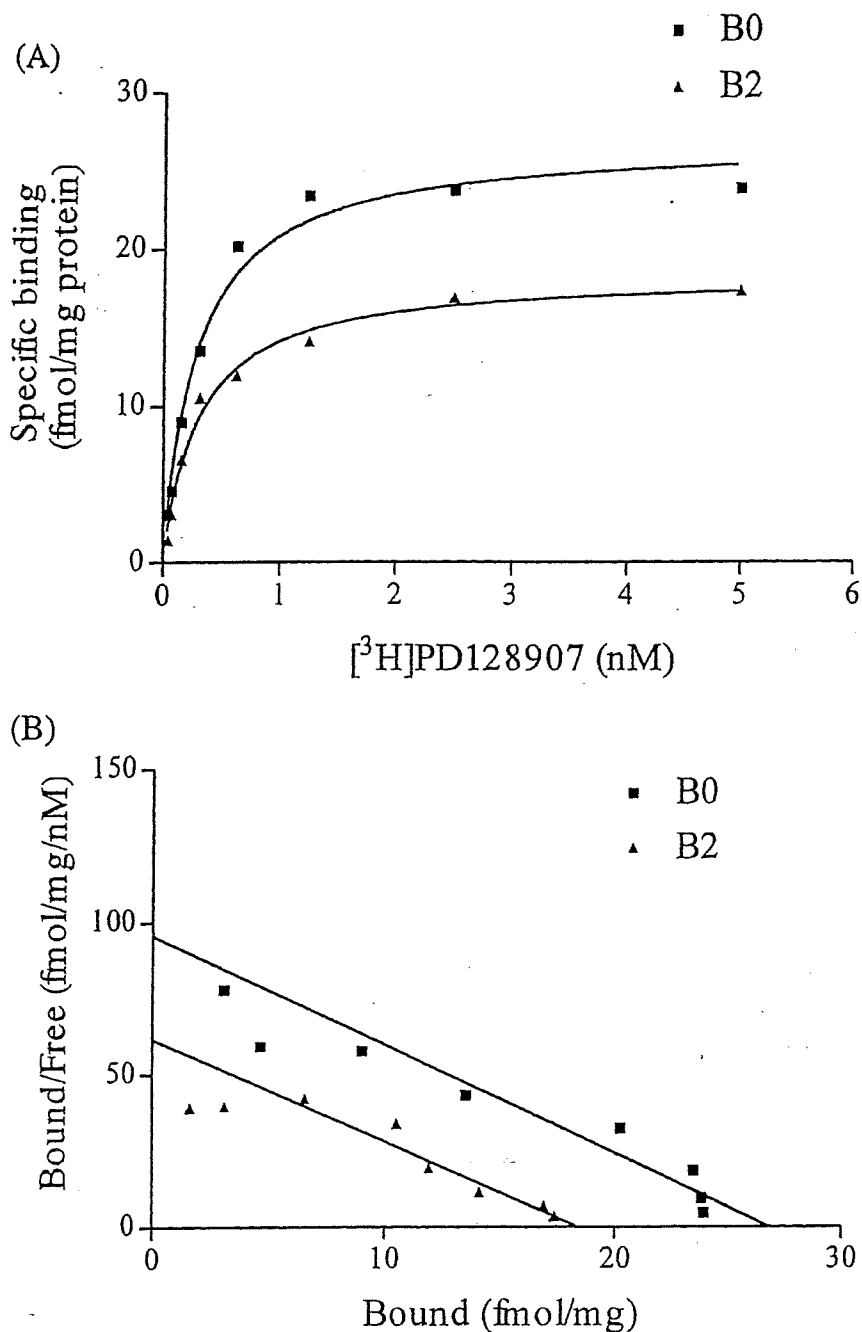 (A)
B0
B2
30
20
10
0
Specific binding
(fmol/mg protein)
0 1 2 3 4 5 6
[³H]PD128907 (nM)
(B)
B0
B2
150
100
50
0
Bound/Free (fmol/mg/nM)
0 10 20 30
Bound (fmol/mg)